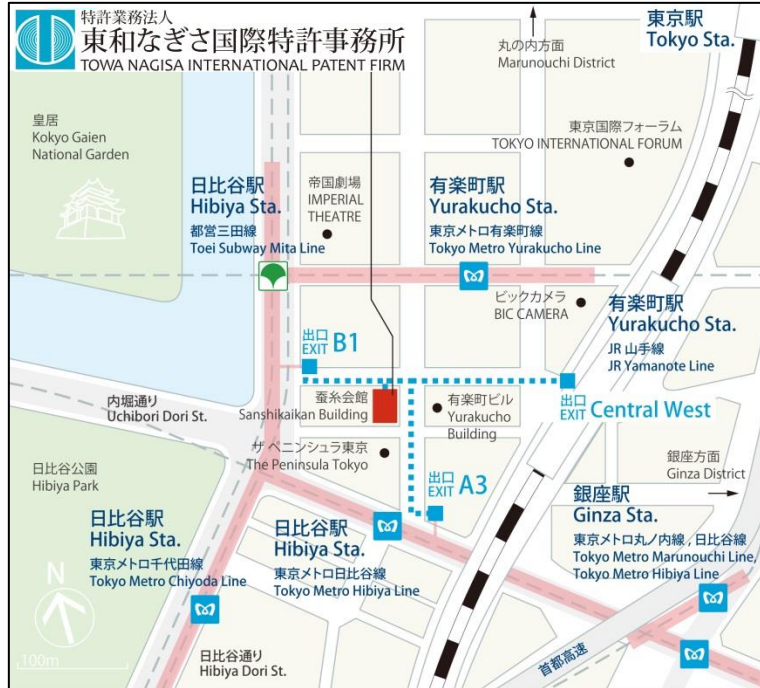 特許業務法人
東和なぎさ国際特許事務所
TOWA NAGISA INTERNATIONAL PATENT FIRM
東京駅
Tokyo Sta.
丸の内方面
Marunouchi District
皇居
Kokyo Gaien
National Garden
東京国際フォーラム
TOKYO INTERNATIONAL FORUM
日比谷駅
Hibiya Sta.
都営三田線
Toei Subway Mita Line
帝国劇場
IMPERIAL
THEATRE
有楽町駅
Yurakucho Sta.
東京メトロ有楽町線
Tokyo Metro Yurakucho Line
ビックカメラ
BIC CAMERA
有楽町駅
Yurakucho Sta.
JR 山手線
JR Yamanote Line
出口
EXIT B1
内堀通り
Uchibori Dori St.
蚕糸会館
Sanshikaikan Building
有楽町ビル
Yurakucho
Building
出口
EXIT Central West
ザ ペニンシュラ東京
The Peninsula Tokyo
出口
EXIT A3
銀座方面
Ginza District
日比谷公園
Hibiya Park
日比谷駅
Hibiya Sta.
東京メトロ千代田線
Tokyo Metro Chiyoda Line
日比谷駅
Hibiya Sta.
東京メトロ日比谷線
Tokyo Metro Hibiya Line
銀座駅
Ginza Sta.
東京メトロ丸ノ内線 , 日比谷線
Tokyo Metro Marunouchi Line,
Tokyo Metro Hibiya Line
N
100m
日比谷通り
Hibiya Dori St.
首都高速